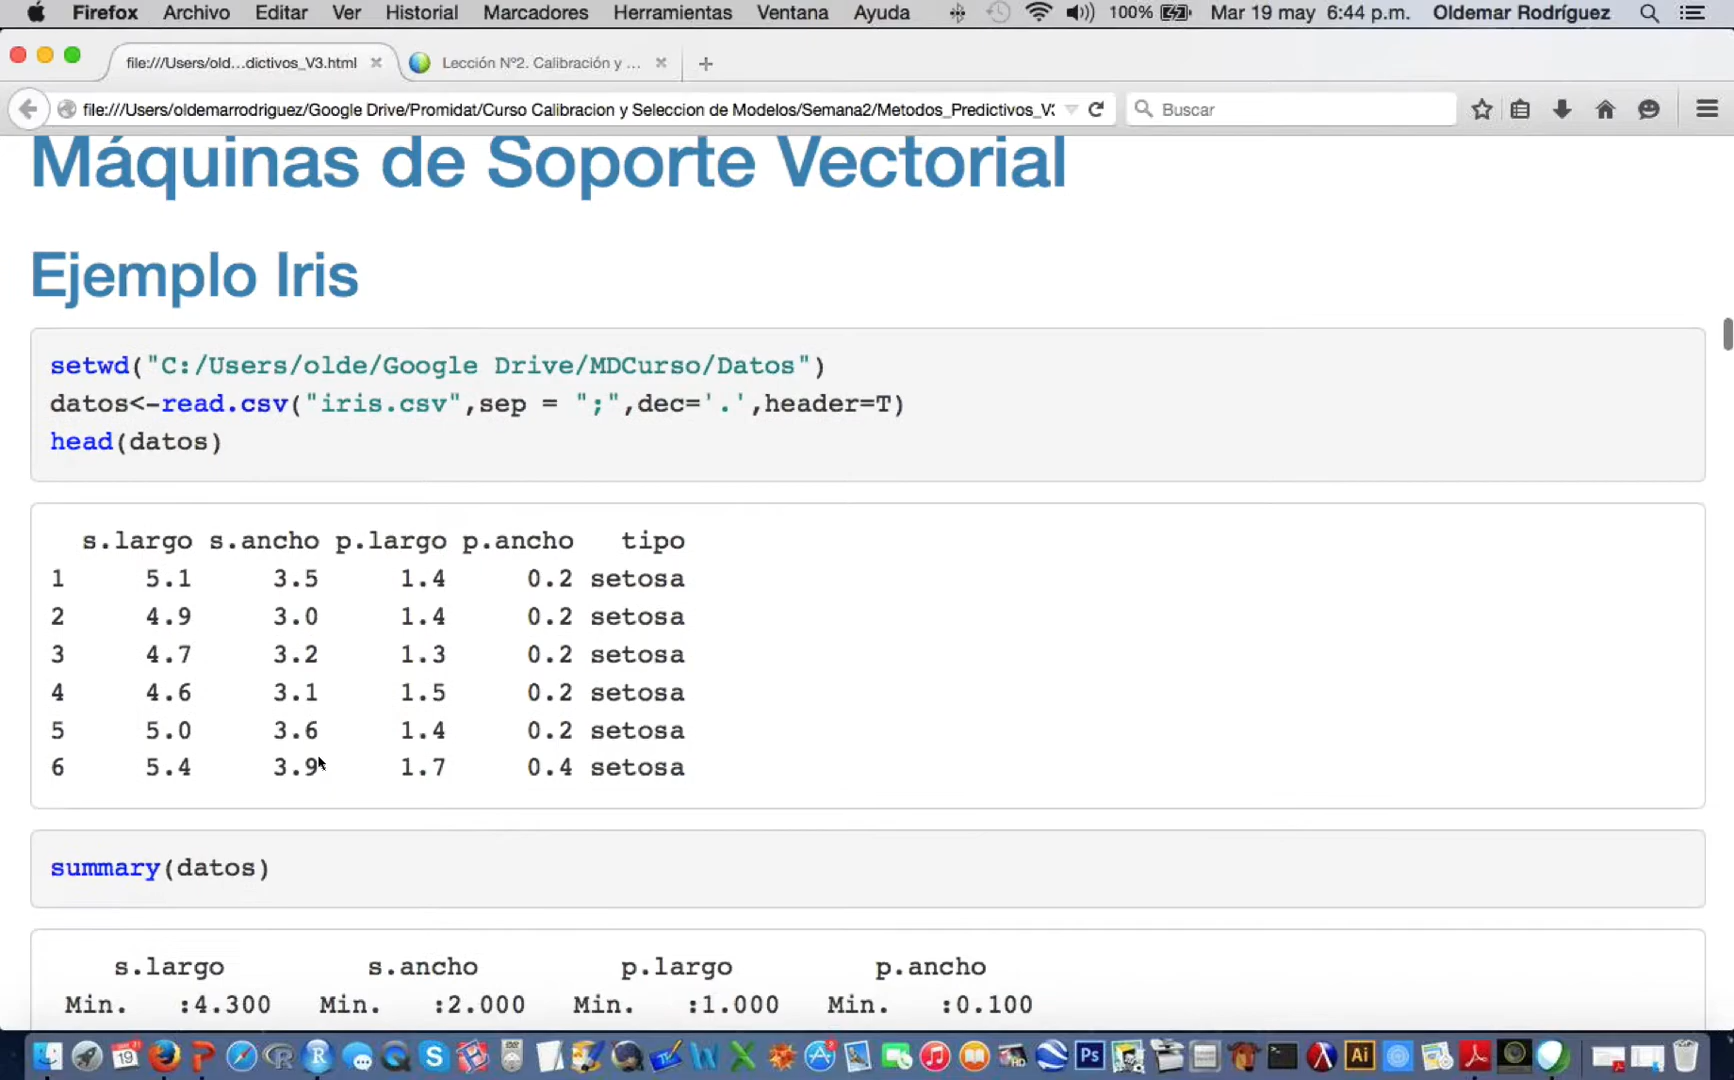 Firefox Archivo Editar Ver Historial Marcadores Herramientas Ventana Ayuda 100% Mar 19 may 6:44 p.m. Oldemar Rodríguez
file:///Users/old...dictivos_V3.html Lección Nº2. Calibración y ...
file:///Users/oldemarrodriguez/Google Drive/Promidat/Curso Calibracion y Seleccion de Modelos/Semana2/Metodos_Predictivos_V: Buscar
Máquinas de Soporte Vectorial
Ejemplo Iris
setwd("C:/Users/olde/Google Drive/MDCurso/Datos")
datos<-read.csv("iris.csv",sep = ";",dec='.',header=T)
head(datos)
s.largo s.ancho p.largo p.ancho tipo
1 5.1 3.5 1.4 0.2 setosa
2 4.9 3.0 1.4 0.2 setosa
3 4.7 3.2 1.3 0.2 setosa
4 4.6 3.1 1.5 0.2 setosa
5 5.0 3.6 1.4 0.2 setosa
6 5.4 3.9 1.7 0.4 setosa
summary(datos)
s.largo s.ancho p.largo p.ancho
Min. :4.300 Min. :2.000 Min. :1.000 Min. :0.100
19 Ps Ai